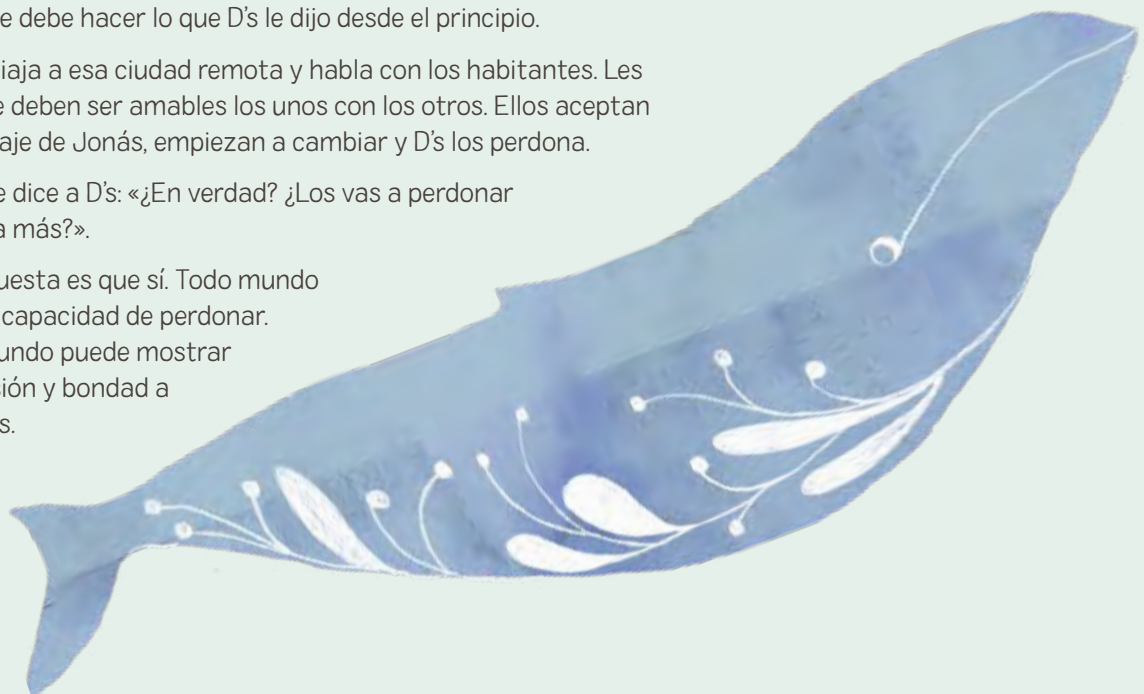 e debe hacer lo que D's le dijo desde el principio.
iaja a esa ciudad remota y habla con los habitantes. Les
e deben ser amables los unos con los otros. Ellos aceptan
aje de Jonás, empiezan a cambiar y D's los perdona.
e dice a D's: «¿En verdad? ¿Los vas a perdonar
a más?».
uesta es que sí. Todo mundo
capacidad de perdonar.
undo puede mostrar
sión y bondad a
s.